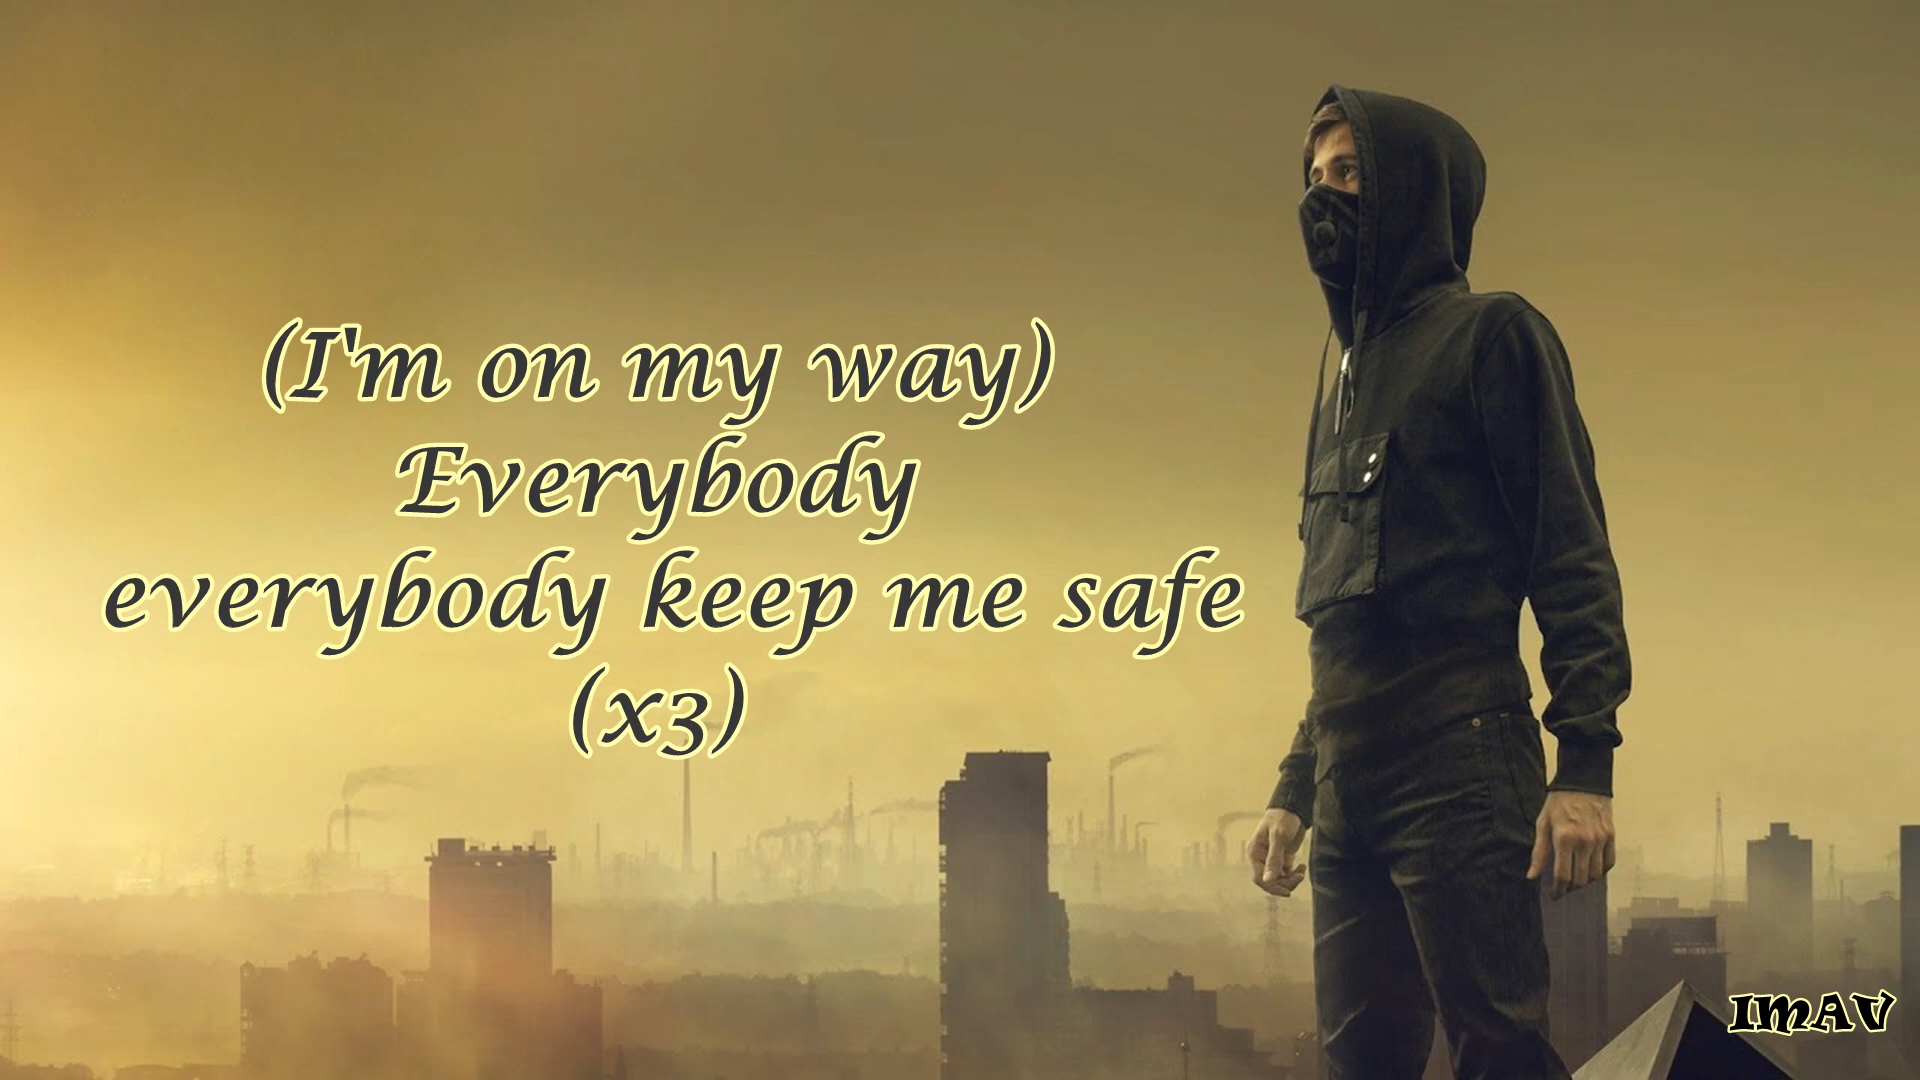 (I'm on my way)
Everybody
everybody keep me safe
(x3)
IMAV